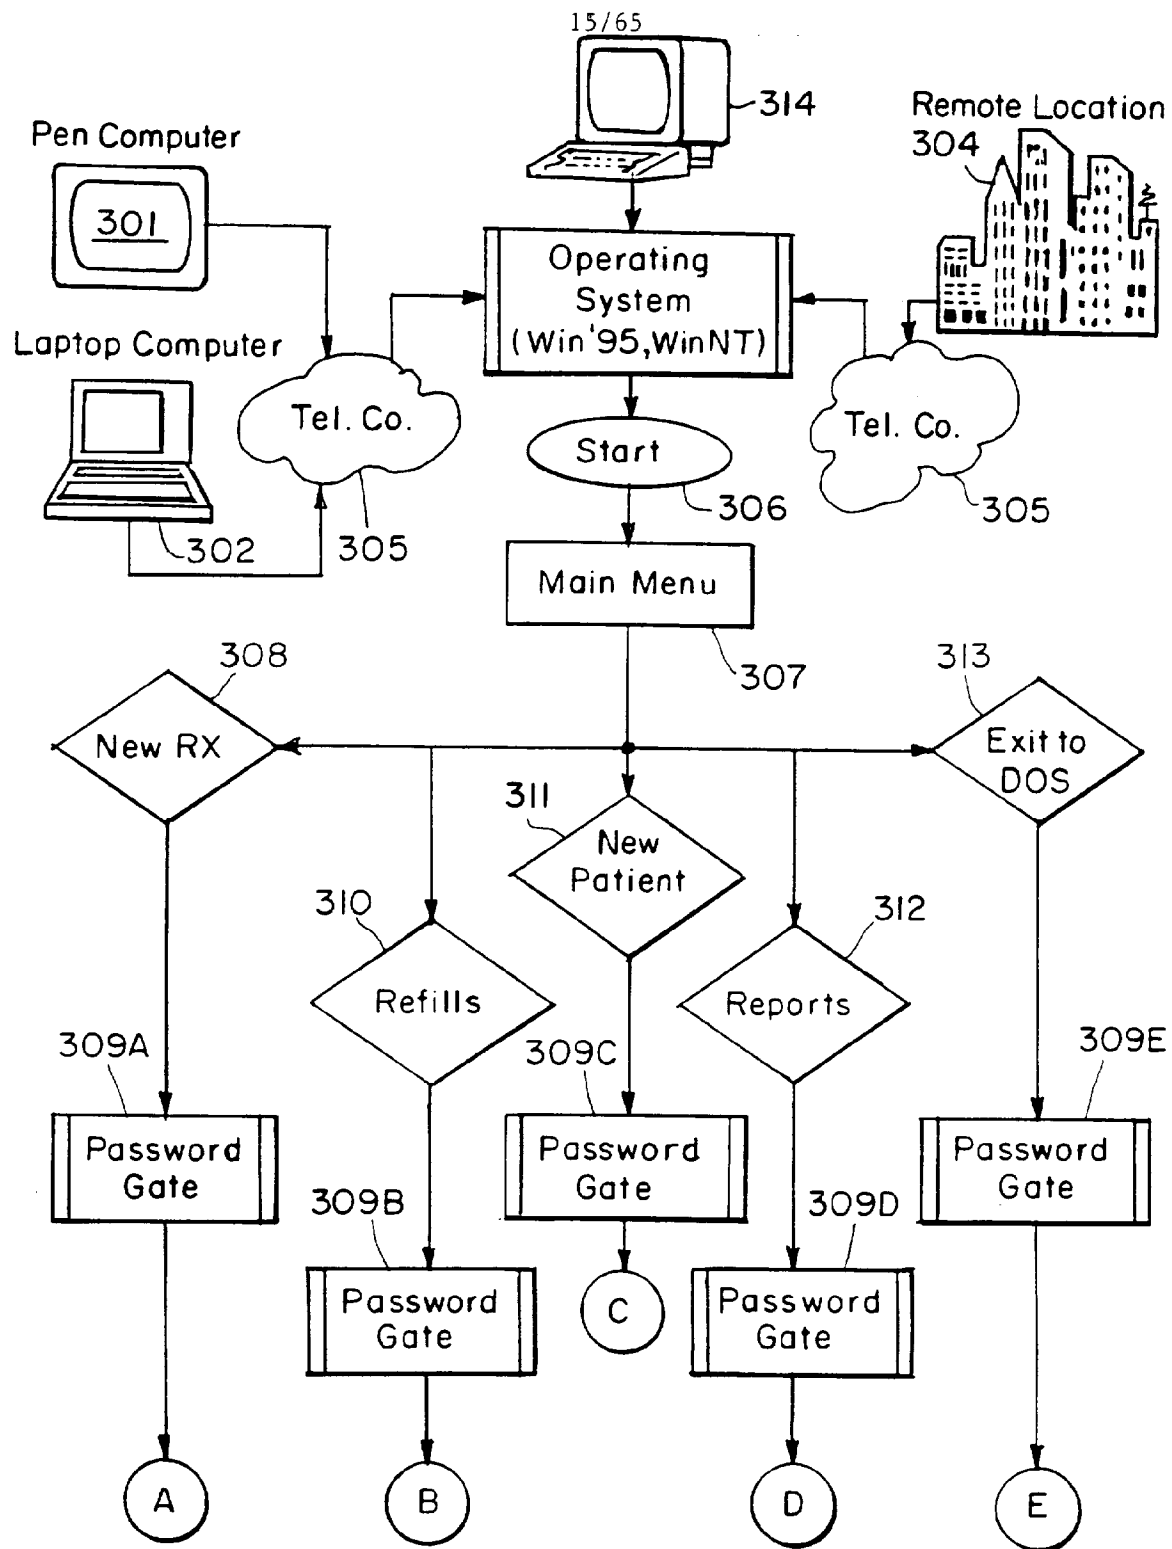 15/65
314
Remote Location
304
Pen Computer
301
Operating
System
(Win'95,WinNT)
Laptop Computer
302
Tel. Co.
305
Tel. Co.
305
Start
306
Main Menu
307
308
New RX
313
Exit to
DOS
311
New
Patient
310
Refills
312
Reports
309A
Password
Gate
309C
Password
Gate
309E
Password
Gate
309B
Password
Gate
309D
Password
Gate
C
A
B
D
E